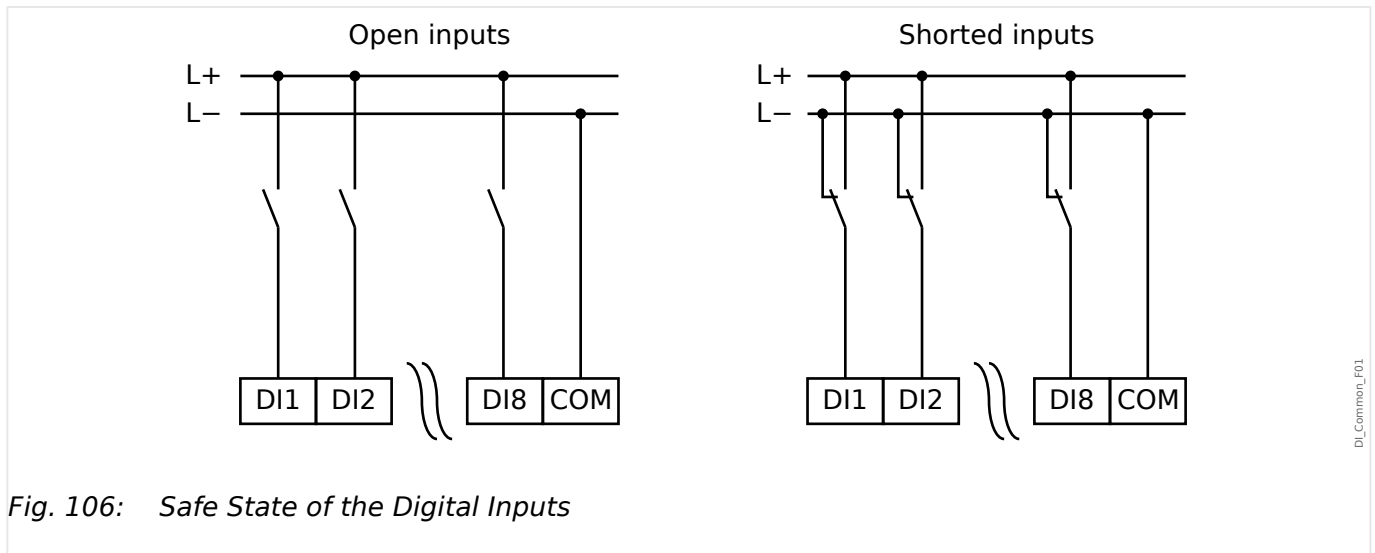 Open inputs
L+
L−
DI1 DI2 DI8 COM
Shorted inputs
L+
L−
DI1 DI2 DI8 COM
DI_Common_F01
Fig. 106: Safe State of the Digital Inputs